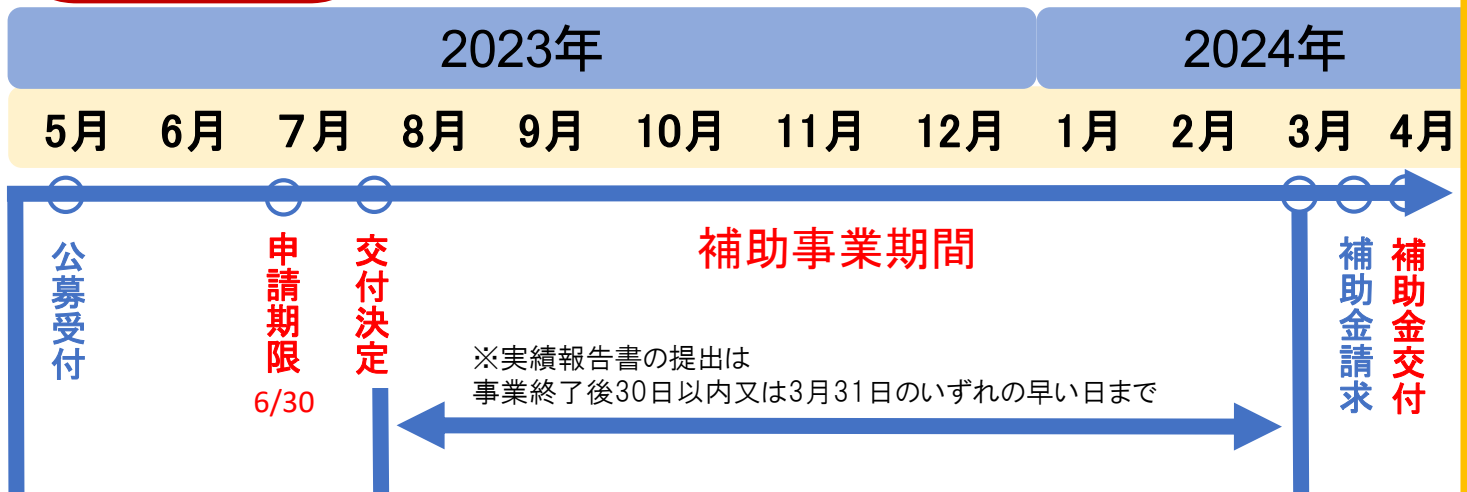 2023年 2024年
5月 6月 7月 8月 9月 10月 11月 12月 1月 2月 3月 4月
公募受付
申請期限
6/30
交付決定
補助事業期間
※実績報告書の提出は
事業終了後30日以内又は3月31日のいずれの早い日まで
補助金請求
補助金交付